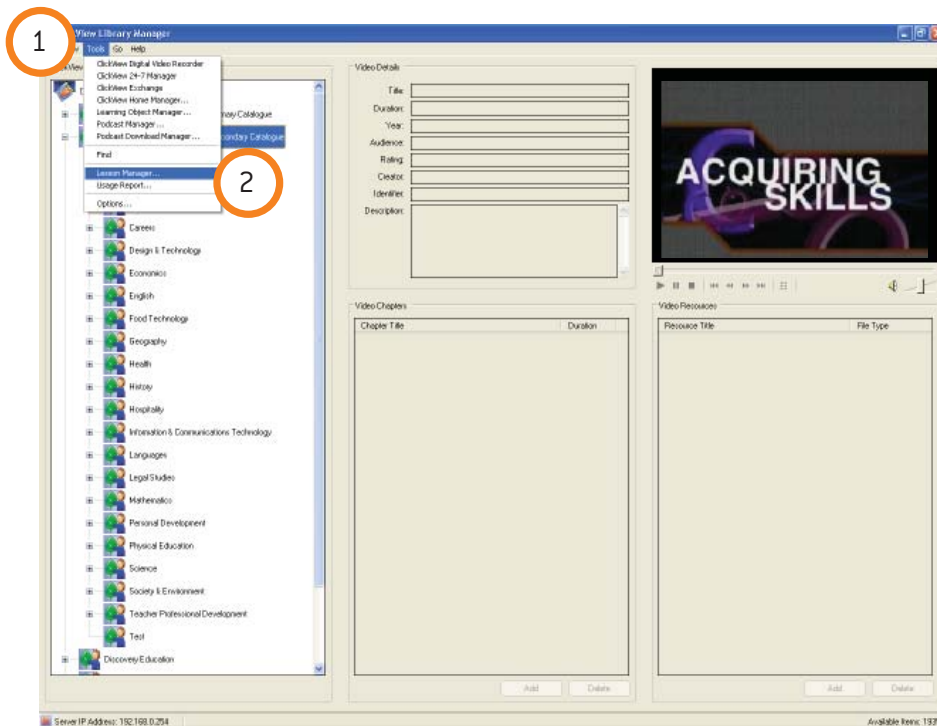 1
View Library Manager
Tools Go Help
ClickView Digital Video Recorder
ClickView 24-7 Manager
ClickView Exchange
ClickView Home Manager...
Learning Object Manager...
Podcast Manager...
Podcast Download Manager...
Find
Lesson Manager...
Usage Report...
Options...
2
mary Catalogue
condary Catalogue
Careers
Design & Technology
Economics
English
Food Technology
Geography
Health
History
Hospitality
Information & Communications Technology
Languages
Legal Studies
Mathematics
Personal Development
Physical Education
Science
Society & Environment
Teacher Professional Development
Test
Discovery Education
Video Details
Title:
Duration:
Year:
Audience:
Rating:
Creator:
Identifier:
Description:
ACQUIRING
SKILLS
Video Chapters
Chapter Title Duration
Add Delete
Video Resources
Resource Title File Type
Add Delete
Server IP Address: 192.168.0.254
Available Items: 193